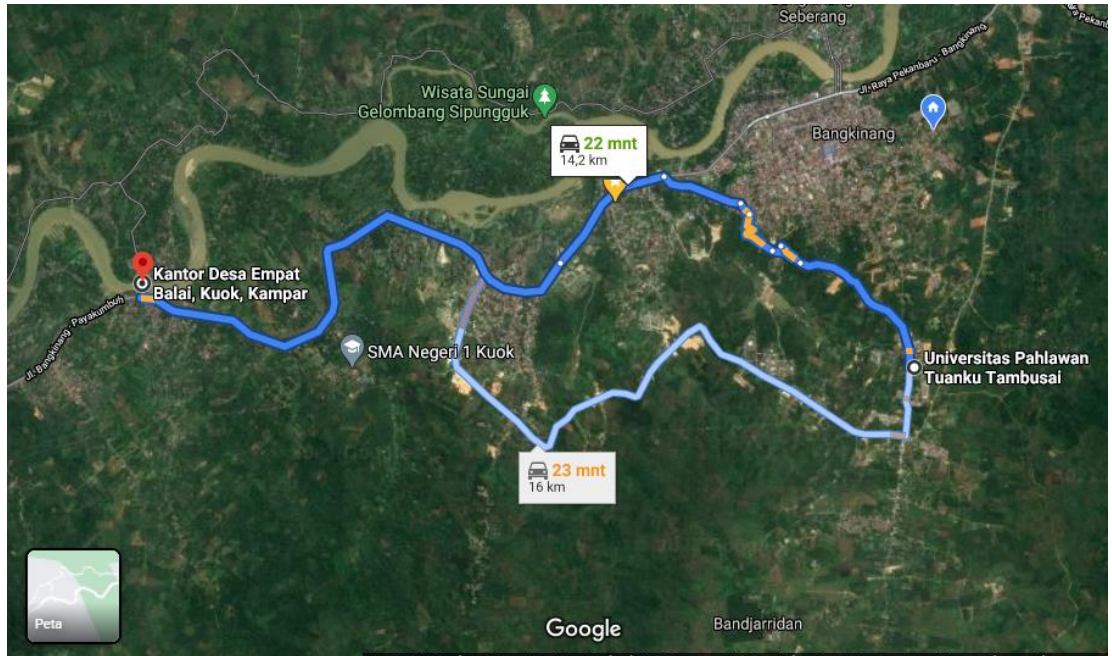 Seberang
Jl. Raya Pekanbaru - Bangkinang
Wisata Sungai
Gelombang Sipungguk
Bangkinang
22 mnt
14,2 km
Kantor Desa Empat
Balai, Kuok, Kampar
Jl. Bangkinang - Payakumbuh
SMA Negeri 1 Kuok
Universitas Pahlawan
Tuanku Tambusai
23 mnt
16 km
Peta
Google
Bandjarridan